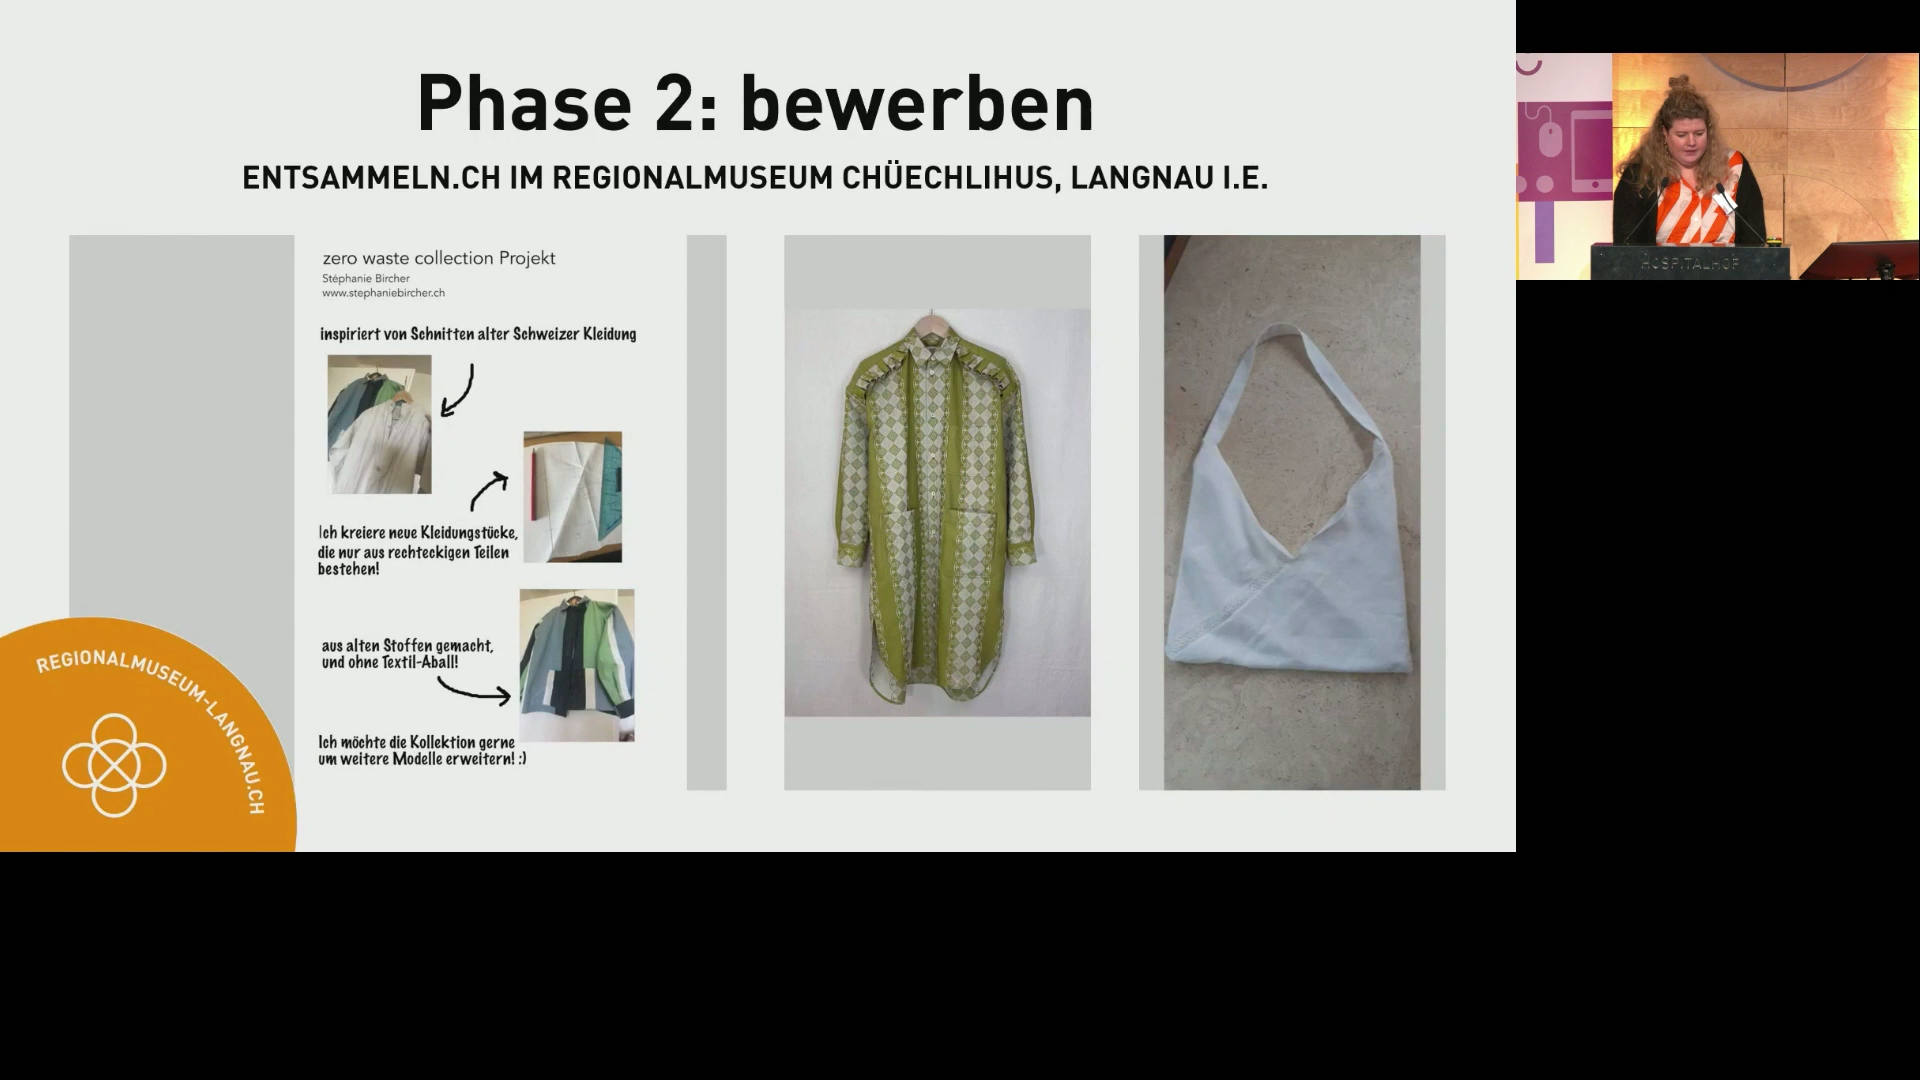 Phase 2: bewerben
ENTSAMMELN.CH IM REGIONALMUSEUM CHÜECHLIHUS, LANGNAU I.E.
zero waste collection Projekt
Stéphanie Bircher
www.stephaniebircher.ch
inspiriert von Schnitten alter Schweizer Kleidung
Ich kreiere neue Kleidungstücke,
die nur aus rechteckigen Teilen
bestehen!
aus alten Stoffen gemacht,
und ohne Textil-Aball!
Ich möchte die Kollektion gerne
um weitere Modelle erweitern! :)
REGIONALMUSEUM-LANGNAU.CH
HOSPITALHOF